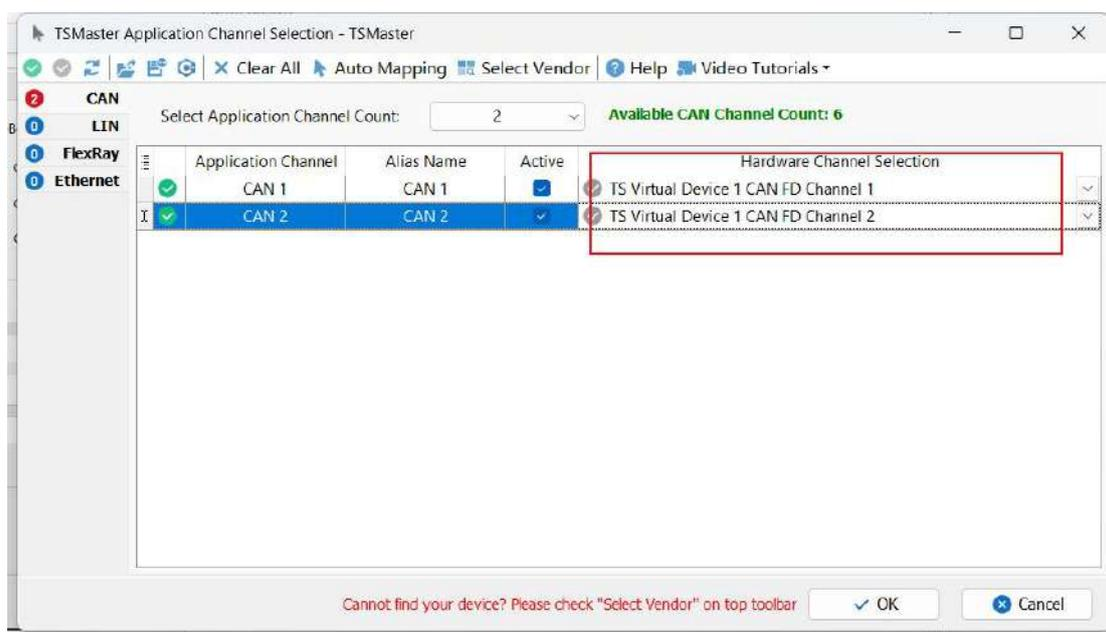 TSMaster Application Channel Selection - TSMaster
Clear All Auto Mapping Select Vendor Help Video Tutorials
2 CAN
0 LIN
0 FlexRay
0 Ethernet
Select Application Channel Count: 2 Available CAN Channel Count: 6
Application Channel Alias Name Active Hardware Channel Selection
CAN 1 CAN 1 TS Virtual Device 1 CAN FD Channel 1
CAN 2 CAN 2 TS Virtual Device 1 CAN FD Channel 2
Cannot find your device? Please check "Select Vendor" on top toolbar OK Cancel